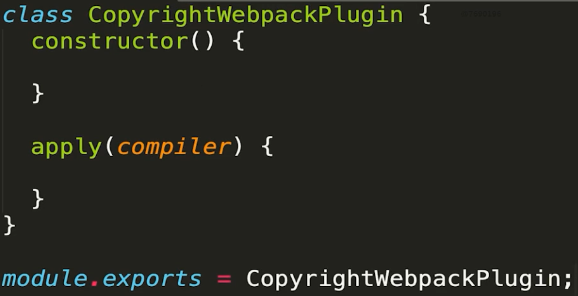 class CopyrightWebpackPlugin {
constructor() {
}
apply(compiler) {
}
}
module.exports = CopyrightWebpackPlugin;